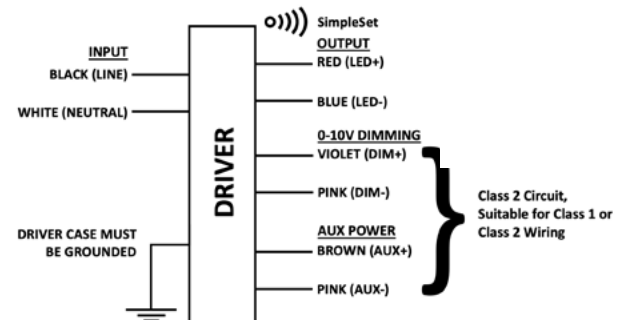 SimpleSet
INPUT
BLACK (LINE)
WHITE (NEUTRAL)
DRIVER CASE MUST
BE GROUNDED
DRIVER
OUTPUT
RED (LED+)
BLUE (LED-)
0-10V DIMMING
VIOLET (DIM+)
PINK (DIM-)
AUX POWER
BROWN (AUX+)
PINK (AUX-)
Class 2 Circuit,
Suitable for Class 1 or
Class 2 Wiring